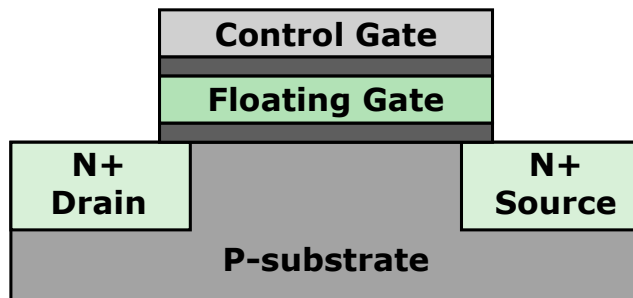 Control Gate
Floating Gate
N+
Drain
N+
Source
P-substrate